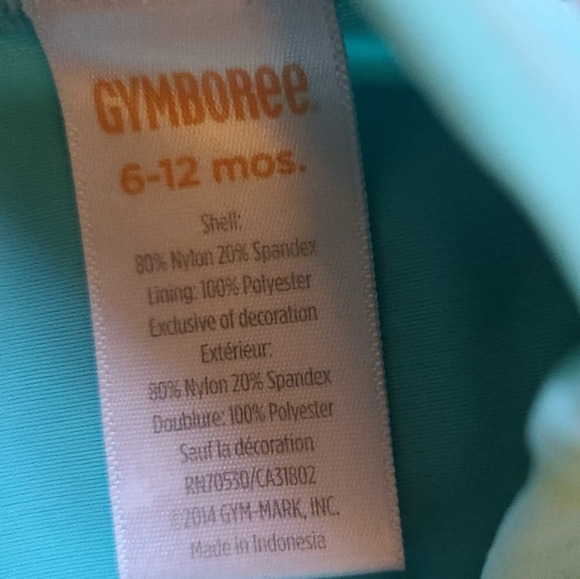 GYMBORee
6-12 mos.
Shell:
80% Nylon 20% Spandex
Lining: 100% Polyester
Exclusive of decoration
Extérieur:
80% Nylon 20% Spandex
Doublure: 100% Polyester
Sauf la décoration
RN70530/CA31802
©2014 GYM-MARK, INC.
Made in Indonesia